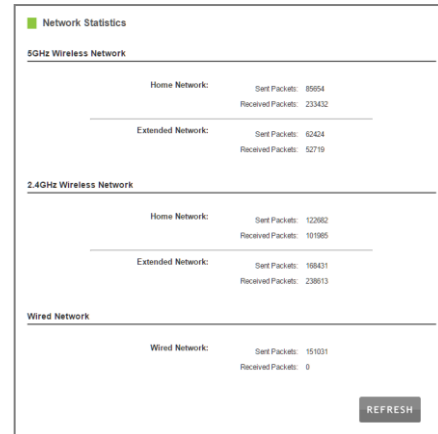 Network Statistics
5GHz Wireless Network
Home Network: Sent Packets: 85654
Received Packets: 233432
Extended Network: Sent Packets: 62424
Received Packets: 52719
2.4GHz Wireless Network
Home Network: Sent Packets: 122682
Received Packets: 101985
Extended Network: Sent Packets: 168431
Received Packets: 238613
Wired Network
Wired Network: Sent Packets: 151031
Received Packets: 0
REFRESH